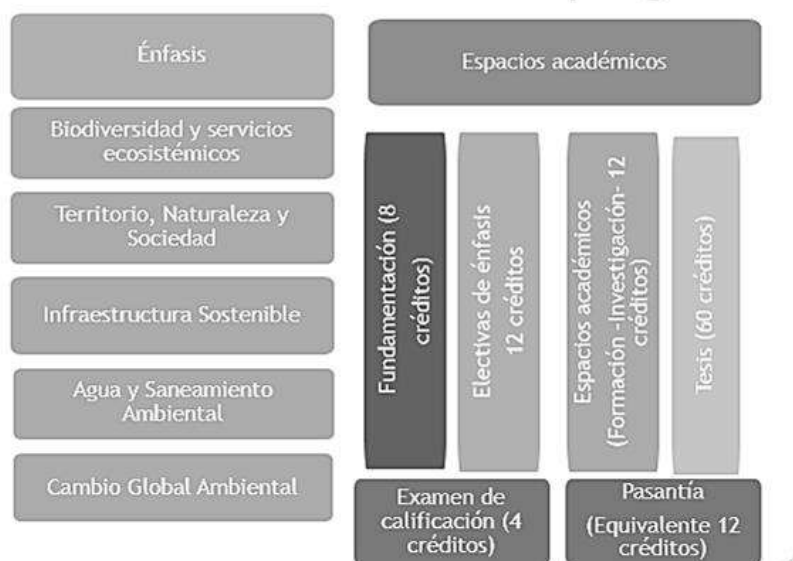 Énfasis
Biodiversidad y servicios
ecosistémicos
Territorio, Naturaleza y
Sociedad
Infraestructura Sostenible
Agua y Saneamiento
Ambiental
Cambio Global Ambiental
Espacios académicos
Fundamentación (8
créditos)
Electivas de énfasis
12 créditos
Espacios académicos
(Formación -Investigación- 12
créditos)
Tesis (60 créditos)
Examen de
calificación (4
créditos)
Pasantía
(Equivalente 12
créditos)